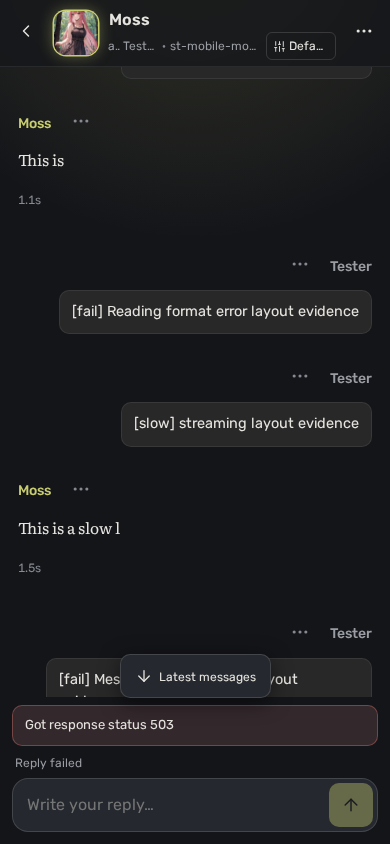 Moss
a.. Test... • st-mobile-mo...
Defa...
Moss
This is
1.1s
Tester
[fail] Reading format error layout evidence
Tester
[slow] streaming layout evidence
Moss
This is a slow l
1.5s
Tester
[fail] Mes
out
Latest messages
Got response status 503
Reply failed
Write your reply...